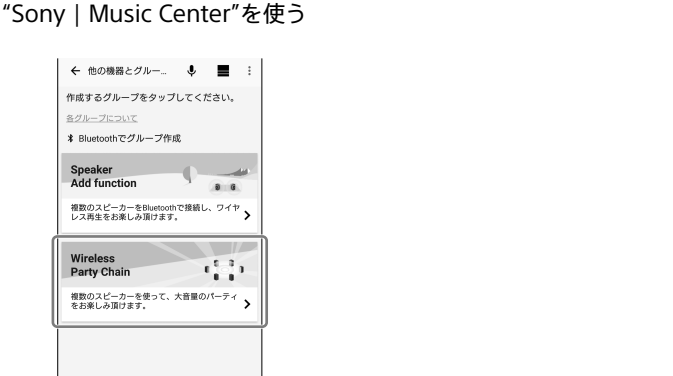 “Sony | Music Center”を使う
他の機器とグルー...
作成するグループをタップしてください。
各グループについて
Bluetoothでグループ作成
Speaker
Add function
複数のスピーカーをBluetoothで接続し、ワイヤ
レス再生をお楽しみ頂けます。
Wireless
Party Chain
複数のスピーカーを使って、大音量のパーティ
をお楽しみ頂けます。